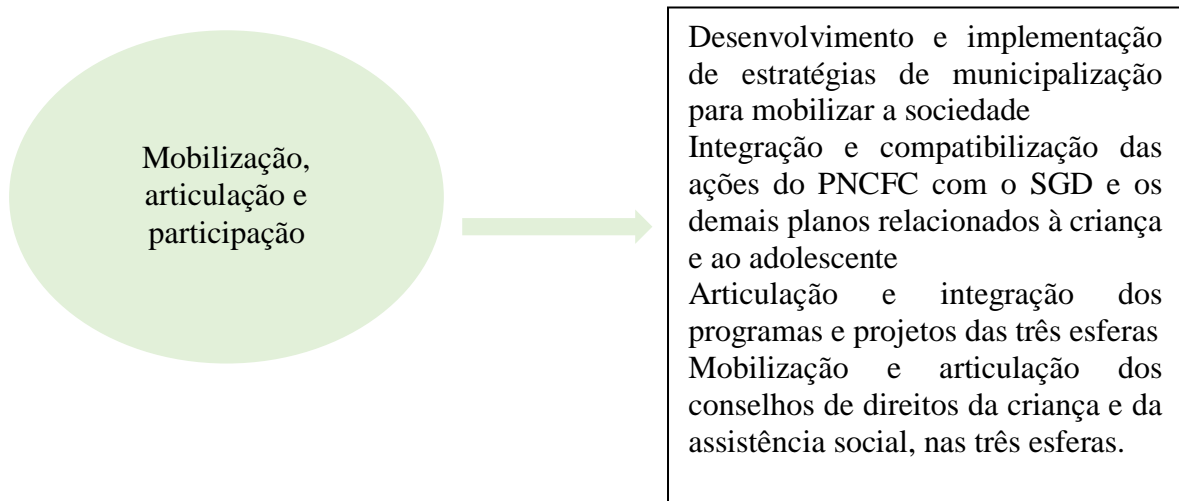 Mobilização,
articulação e
participação
Desenvolvimento e implementação
de estratégias de municipalização
para mobilizar a sociedade
Integração e compatibilização das
ações do PNCFC com o SGD e os
demais planos relacionados à criança
e ao adolescente
Articulação e integração dos
programas e projetos das três esferas
Mobilização e articulação dos
conselhos de direitos da criança e da
assistência social, nas três esferas.